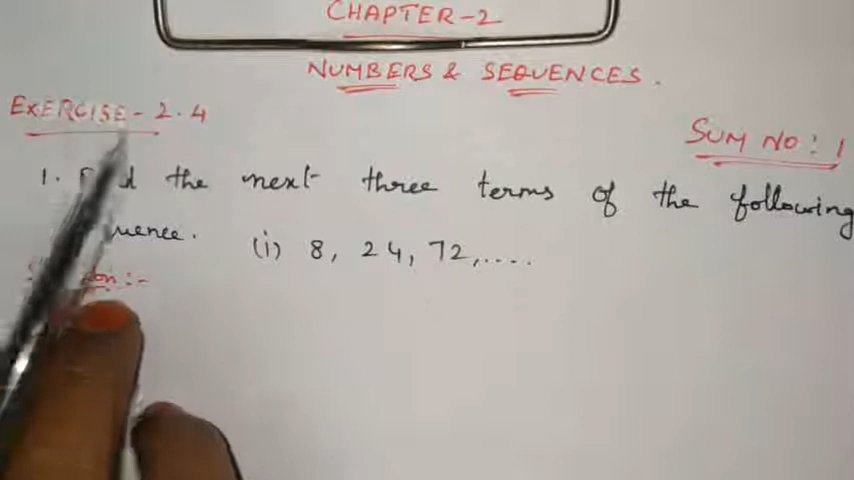 CHAPTER-2
NUMBERS & SEQUENCES.
EXERCISE-2.4
SUM NO: 1
1. the next three terms of the following
(i) 8, 24, 72,....